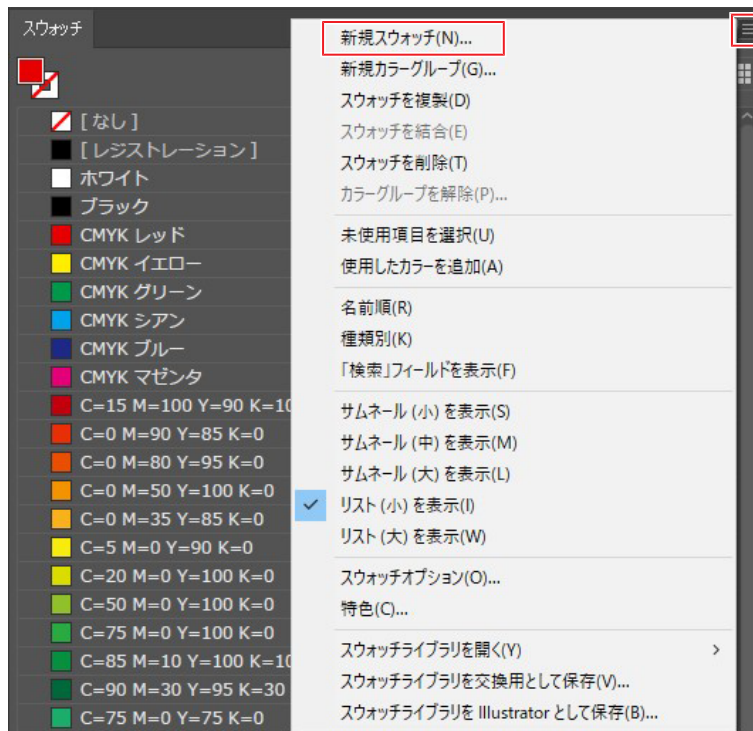 スウォッチ
[ なし ]
[ レジストレーション ]
ホワイト
ブラック
CMYK レッド
CMYK イエロー
CMYK グリーン
CMYK シアン
CMYK ブルー
CMYK マゼンタ
C=15 M=100 Y=90 K=10
C=0 M=90 Y=85 K=0
C=0 M=80 Y=95 K=0
C=0 M=50 Y=100 K=0
C=0 M=35 Y=85 K=0
C=5 M=0 Y=90 K=0
C=20 M=0 Y=100 K=0
C=50 M=0 Y=100 K=0
C=75 M=0 Y=100 K=0
C=85 M=10 Y=100 K=10
C=90 M=30 Y=95 K=30
C=75 M=0 Y=75 K=0
新規スウォッチ(N)...
新規カラーグループ(G)...
スウォッチを複製(D)
スウォッチを結合(E)
スウォッチを削除(T)
カラーグループを解除(P)...
未使用項目を選択(U)
使用したカラーを追加(A)
名前順(R)
種類別(K)
「検索」フィールドを表示(F)
サムネール (小) を表示(S)
サムネール (中) を表示(M)
サムネール (大) を表示(L)
リスト (小) を表示(I)
リスト (大) を表示(W)
スウォッチオプション(O)...
特色(C)...
スウォッチライブラリを開く(Y)
スウォッチライブラリを交換用として保存(V)...
スウォッチライブラリを Illustrator として保存(B)...